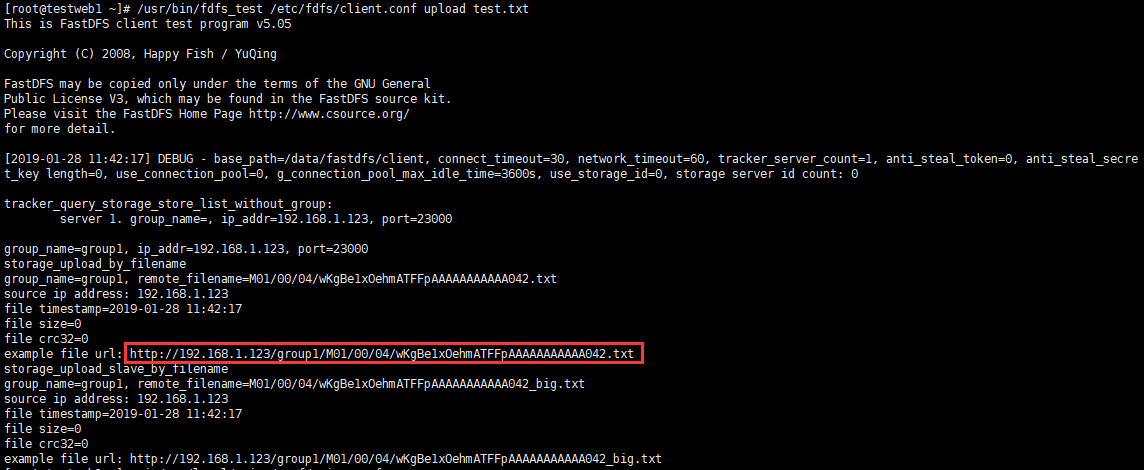 [root@testweb1 ~]# /usr/bin/fdfs_test /etc/fdfs/client.conf upload test.txt
This is FastDFS client test program v5.05
Copyright (C) 2008, Happy Fish / YuQing
FastDFS may be copied only under the terms of the GNU General
Public License V3, which may be found in the FastDFS source kit.
Please visit the FastDFS Home Page http://www.csource.org/
for more detail.
[2019-01-28 11:42:17] DEBUG - base_path=/data/fastdfs/client, connect_timeout=30, network_timeout=60, tracker_server_count=1, anti_steal_token=0, anti_steal_secre
t_key length=0, use_connection_pool=0, g_connection_pool_max_idle_time=3600s, use_storage_id=0, storage server id count: 0
tracker_query_storage_store_list_without_group:
server 1. group_name=, ip_addr=192.168.1.123, port=23000
group_name=group1, ip_addr=192.168.1.123, port=23000
storage_upload_by_filename
group_name=group1, remote_filename=M01/00/04/wKgBe1xOehmATFFpAAAAAAAAAAA042.txt
source ip address: 192.168.1.123
file timestamp=2019-01-28 11:42:17
file size=0
file crc32=0
example file url: http://192.168.1.123/group1/M01/00/04/wKgBe1xOehmATFFpAAAAAAAAAAA042.txt
storage_upload_slave_by_filename
group_name=group1, remote_filename=M01/00/04/wKgBe1xOehmATFFpAAAAAAAAAAA042_big.txt
source ip address: 192.168.1.123
file timestamp=2019-01-28 11:42:17
file size=0
file crc32=0
example file url: http://192.168.1.123/group1/M01/00/04/wKgBe1xOehmATFFpAAAAAAAAAAA042_big.txt